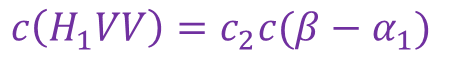 c(H₁VV) = c₂c(β − α₁)